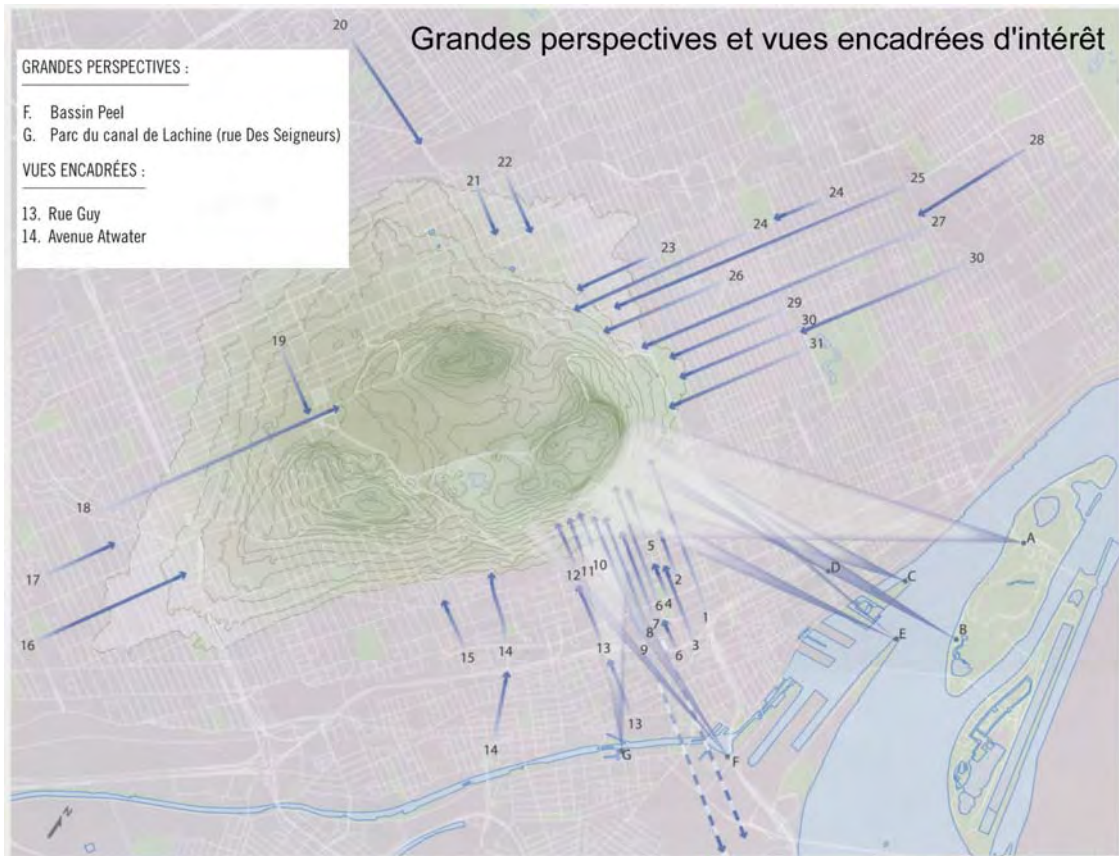 Grandes perspectives et vues encadrées d'intérêt
GRANDES PERSPECTIVES :
F. Bassin Peel
G. Parc du canal de Lachine (rue Des Seigneurs)
VUES ENCADRÉES :
13. Rue Guy
14. Avenue Atwater
20
28
22
21
25
24
27
24
23
30
26
29
30
31
19
18
A
5
D
17
12
11
10
2
C
6
4
1
16
7
8
E
B
15
14
13
9
6
3
13
14
G
F
N